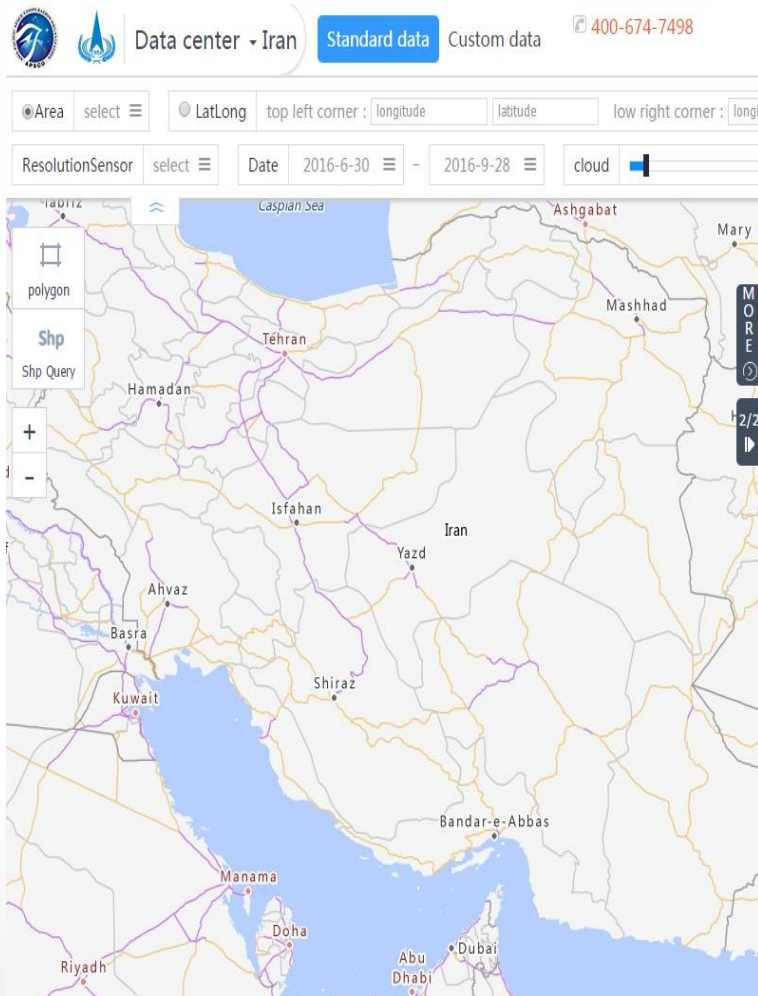 APSCO
Data center Iran Standard data Custom data 400-674-7498
Area select LatLong top left corner : longitude latitude low right corner : longi
ResolutionSensor select Date 2016-6-30 – 2016-9-28 cloud
Tabriz Caspian Sea Ashgabat
Mary
polygon
MORE
Mashhad
Shp
Tehran
Shp Query
Hamadan
+
2/2
-
Isfahan
Iran
Yazd
Ahvaz
Basra
Shiraz
Kuwait
Bandar-e-Abbas
Manama
Doha
Dubai
Abu
Dhabi
Riyadh